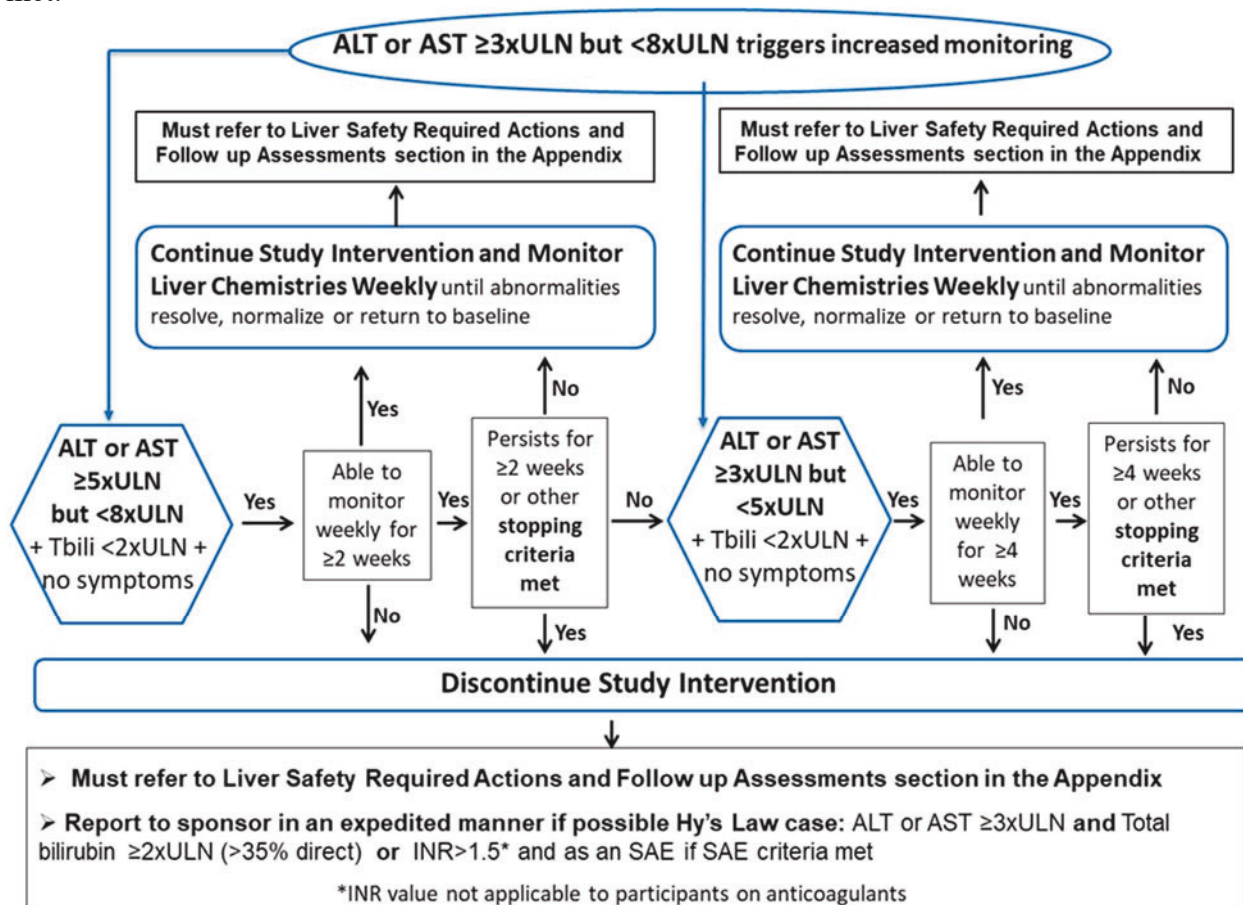 met.
ALT or AST ≥3xULN but <8xULN triggers increased monitoring
Must refer to Liver Safety Required Actions and
Follow up Assessments section in the Appendix
Must refer to Liver Safety Required Actions and
Follow up Assessments section in the Appendix
Continue Study Intervention and Monitor
Liver Chemistries Weekly until abnormalities
resolve, normalize or return to baseline
Continue Study Intervention and Monitor
Liver Chemistries Weekly until abnormalities
resolve, normalize or return to baseline
Yes
No
Yes
No
ALT or AST
≥5xULN
but <8xULN
+ Tbili <2xULN +
no symptoms
Yes
Able to
monitor
weekly for
≥2 weeks
Yes
Persists for
≥2 weeks
or other
stopping
criteria
met
No
ALT or AST
≥3xULN but
<5xULN
+ Tbili <2xULN +
no symptoms
Yes
Able to
monitor
weekly
for ≥4
weeks
Yes
Persists for
≥4 weeks
or other
stopping
criteria
met
No
Yes
No
Yes
Discontinue Study Intervention
➢ Must refer to Liver Safety Required Actions and Follow up Assessments section in the Appendix
➢ Report to sponsor in an expedited manner if possible Hy's Law case: ALT or AST ≥3xULN and Total
bilirubin ≥2xULN (>35% direct) or INR>1.5* and as an SAE if SAE criteria met
*INR value not applicable to participants on anticoagulants